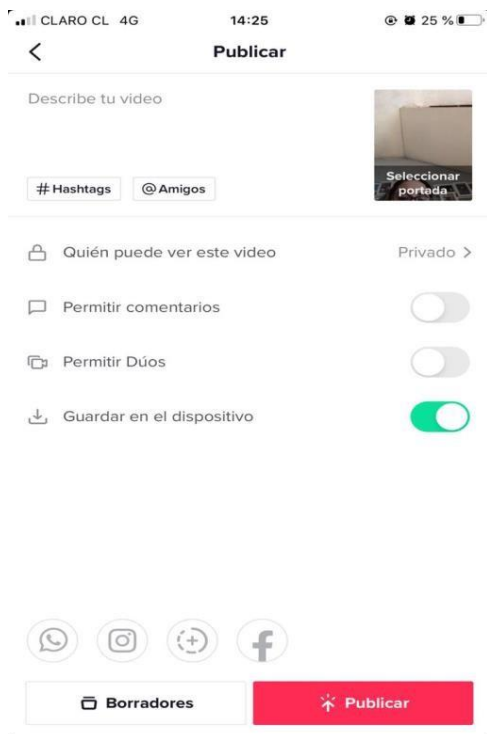 CLARO CL 4G 14:25 25 %
Publicar
Describe tu video
Seleccionar
portada
# Hashtags @ Amigos
Quién puede ver este video Privado >
Permitir comentarios
Permitir Dúos
Guardar en el dispositivo
Borradores Publicar